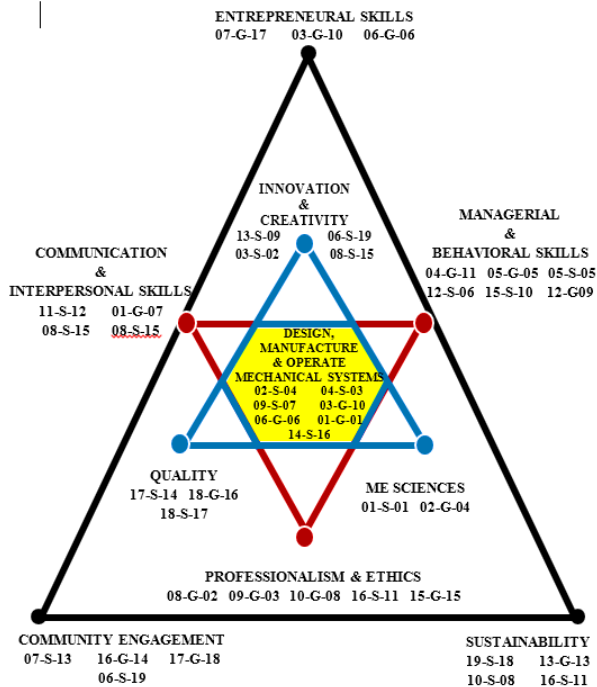 ENTREPRENEURAL SKILLS
07-G-17 03-G-10 06-G-06
INNOVATION
&
CREATIVITY
13-S-09 06-S-19
03-S-02 08-S-15
MANAGERIAL
&
BEHAVIORAL SKILLS
04-G-11 05-G-05 05-S-05
12-S-06 15-S-10 12-G09
COMMUNICATION
&
INTERPERSONAL SKILLS
11-S-12 01-G-07
08-S-15 08-S-15
DESIGN,
MANUFACTURE
& OPERATE
MECHANICAL SYSTEMS
02-S-04 04-S-03
09-S-07 03-G-10
06-G-06 01-G-01
14-S-16
QUALITY
17-S-14 18-G-16
18-S-17
ME SCIENCES
01-S-01 02-G-04
PROFESSIONALISM & ETHICS
08-G-02 09-G-03 10-G-08 16-S-11 15-G-15
COMMUNITY ENGAGEMENT
07-S-13 16-G-14 17-G-18
06-S-19
SUSTAINABILITY
19-S-18 13-G-13
10-S-08 16-S-11